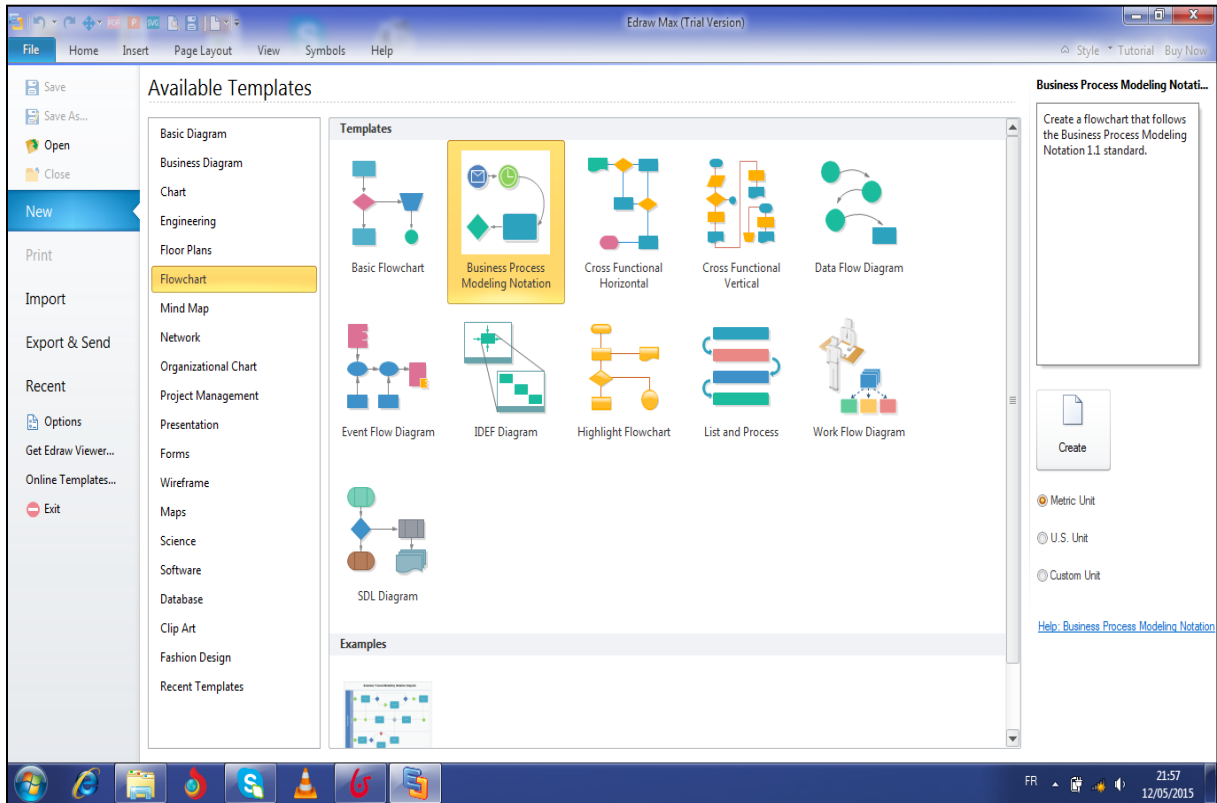 Edraw Max (Trial Version)
File Home Insert Page Layout View Symbols Help
Style Tutorial Buy Now
Save
Save As...
Open
Close
New
Print
Import
Export & Send
Recent
Options
Get Edraw Viewer...
Online Templates...
Exit
Available Templates
Basic Diagram
Business Diagram
Chart
Engineering
Floor Plans
Flowchart
Mind Map
Network
Organizational Chart
Project Management
Presentation
Forms
Wireframe
Maps
Science
Software
Database
Clip Art
Fashion Design
Recent Templates
Templates
Basic Flowchart
Business Process
Modeling Notation
Cross Functional
Horizontal
Cross Functional
Vertical
Data Flow Diagram
Event Flow Diagram
IDEF Diagram
Highlight Flowchart
List and Process
Work Flow Diagram
SDL Diagram
Examples
Business Process Modeling Notati...
Create a flowchart that follows
the Business Process Modeling
Notation 1.1 standard.
Create
Metric Unit
U.S. Unit
Custom Unit
Help: Business Process Modeling Notation
FR
21:57
12/05/2015